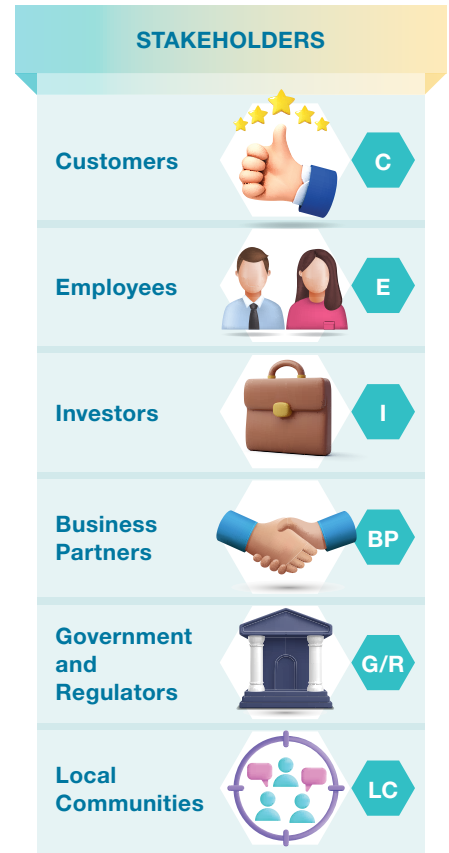 STAKEHOLDERS
Customers
C
Employees
E
Investors
I
Business
Partners
BP
Government
and
Regulators
G/R
Local
Communities
LC